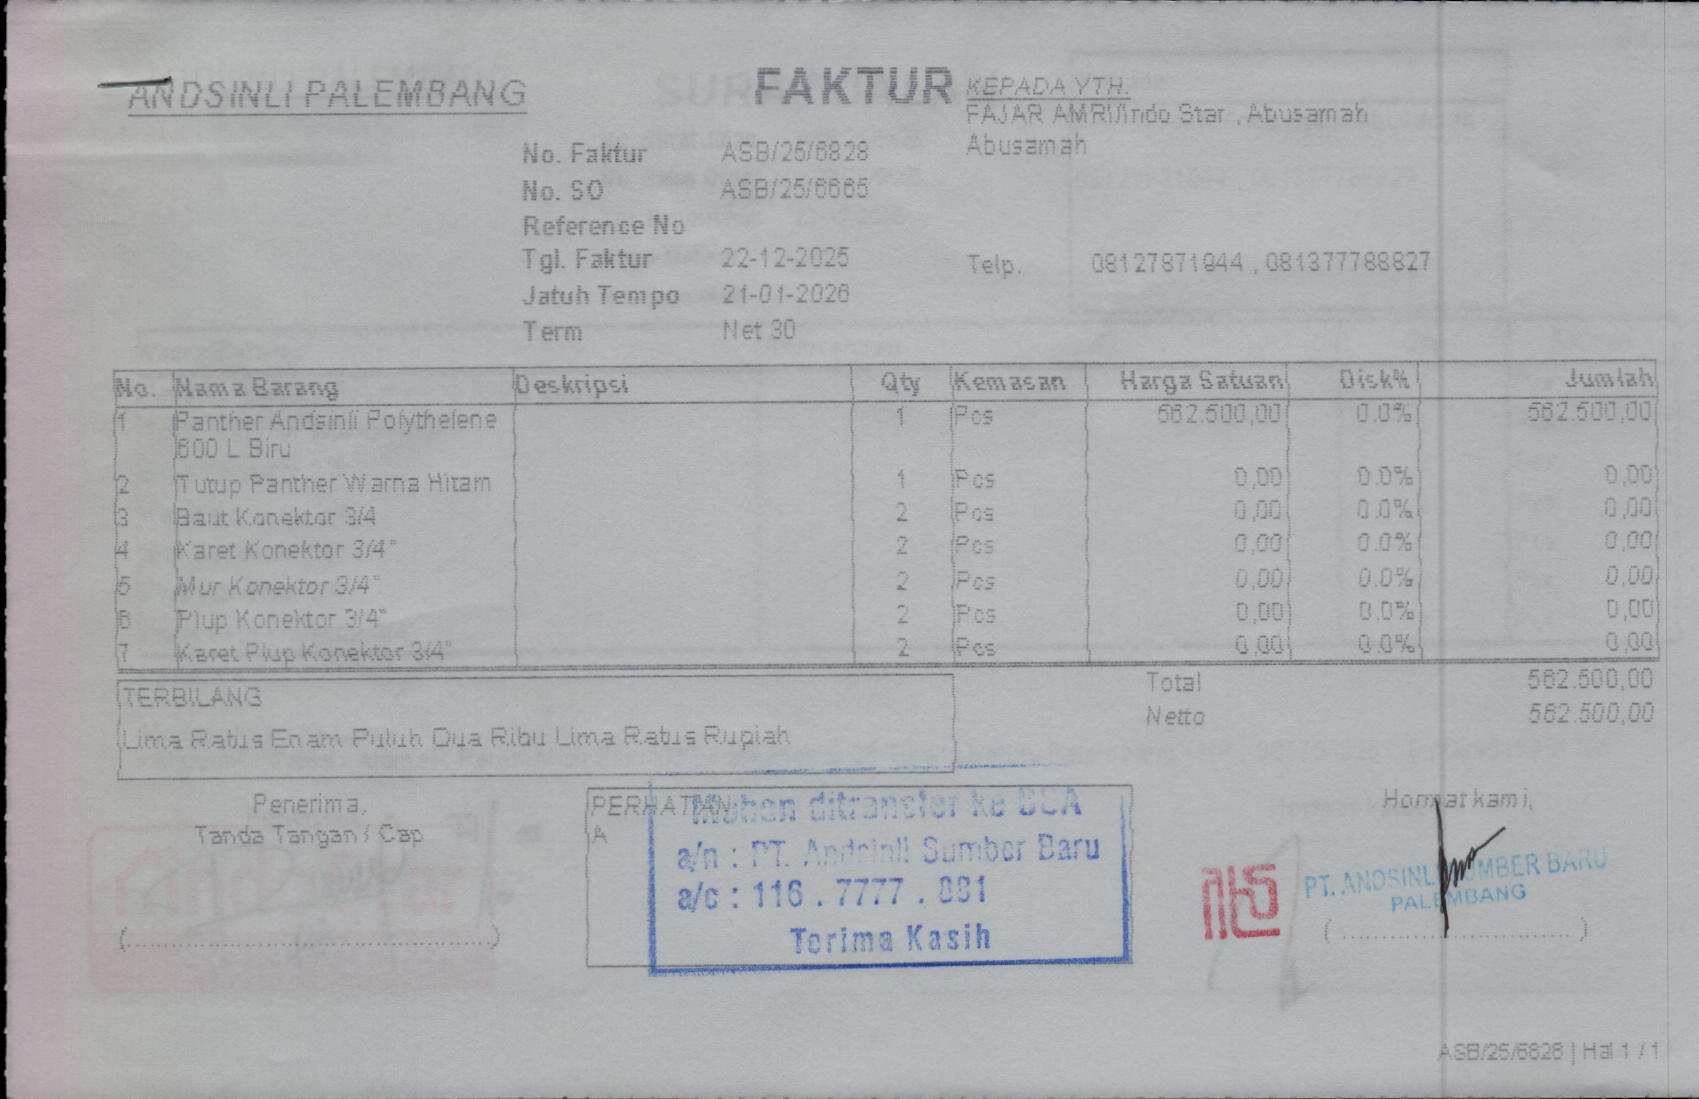 ANDSINLI PALEMBANG
FAKTUR
KEPADA YTH.
FAJAR AMRI/Indo Star , Abusamah
Abusamah
No. Faktur ASB/25/6828
No. SO ASB/25/6665
Reference No
Tgl. Faktur 22-12-2025
Jatuh Tempo 21-01-2026
Term Net 30
Telp. 08127871944 , 081377788827
No. Nama Barang Deskripsi Qty Kemasan Harga Satuan Disk% Jumlah
1 Panther Andsinli Polythelene 1 Pcs 562.500,00 0.0% 562.500,00
600 L Biru
2 Tutup Panther Warna Hitam 1 Pcs 0,00 0.0% 0,00
3 Baut Konektor 3/4 2 Pcs 0,00 0.0% 0,00
4 Karet Konektor 3/4" 2 Pcs 0,00 0.0% 0,00
5 Mur Konektor 3/4" 2 Pcs 0,00 0.0% 0,00
6 Plup Konektor 3/4" 2 Pcs 0,00 0.0% 0,00
7 Karet Plup Konektor 3/4" 2 Pcs 0,00 0.0% 0,00
Total 562.500,00
Netto 562.500,00
TERBILANG
Lima Ratus Enam Puluh Dua Ribu Lima Ratus Rupiah
Penerima,
Tanda Tangan / Cap
(............................................)
PERHATIAN
A
Mohon ditransfer ke BCA
a/n : PT. Andsinli Sumber Baru
a/c : 116 . 7777 . 881
Terima Kasih
Hormat kami,
PT. ANDSINLI SUMBER BARU
PALEMBANG
( ............................ )
ASB/25/6828 | Hal 1 / 1